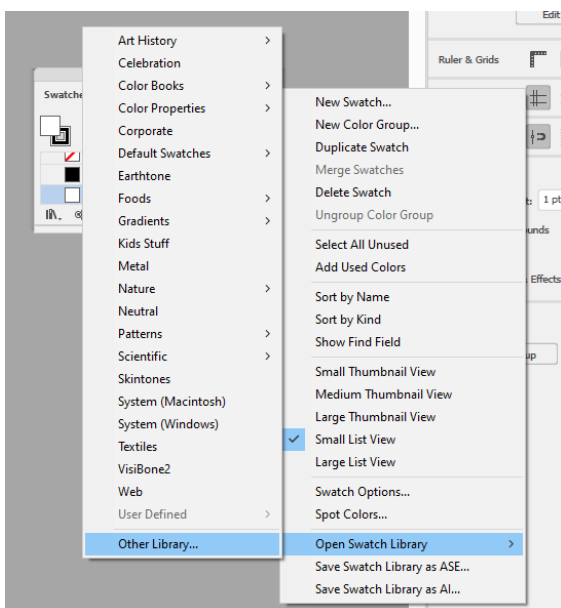 Edit
Ruler & Grids
Swatche
1 pt
unds
Effects
up
Art History
Celebration
Color Books
Color Properties
Corporate
Default Swatches
Earthtone
Foods
Gradients
Kids Stuff
Metal
Nature
Neutral
Patterns
Scientific
Skintones
System (Macintosh)
System (Windows)
Textiles
VisiBone2
Web
User Defined
Other Library...
New Swatch...
New Color Group...
Duplicate Swatch
Merge Swatches
Delete Swatch
Ungroup Color Group
Select All Unused
Add Used Colors
Sort by Name
Sort by Kind
Show Find Field
Small Thumbnail View
Medium Thumbnail View
Large Thumbnail View
Small List View
Large List View
Swatch Options...
Spot Colors...
Open Swatch Library
Save Swatch Library as ASE...
Save Swatch Library as AI...